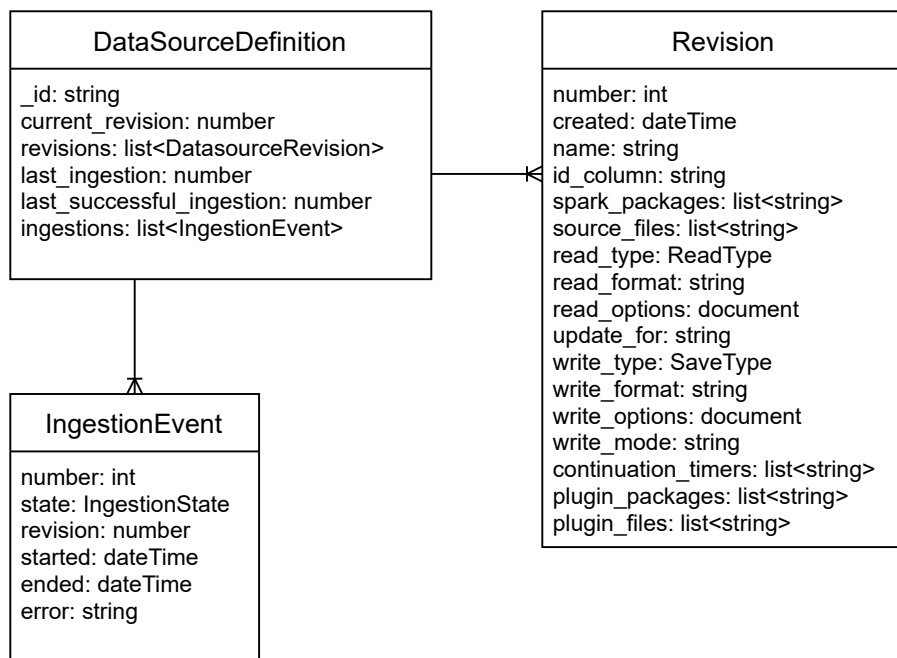 DataSourceDefinition
_id: string
current_revision: number
revisions: list<DatasourceRevision>
last_ingestion: number
last_successful_ingestion: number
ingestions: list<IngestionEvent>
Revision
number: int
created: dateTime
name: string
id_column: string
spark_packages: list<string>
source_files: list<string>
read_type: ReadType
read_format: string
read_options: document
update_for: string
write_type: SaveType
write_format: string
write_options: document
write_mode: string
continuation_timers: list<string>
plugin_packages: list<string>
plugin_files: list<string>
IngestionEvent
number: int
state: IngestionState
revision: number
started: dateTime
ended: dateTime
error: string